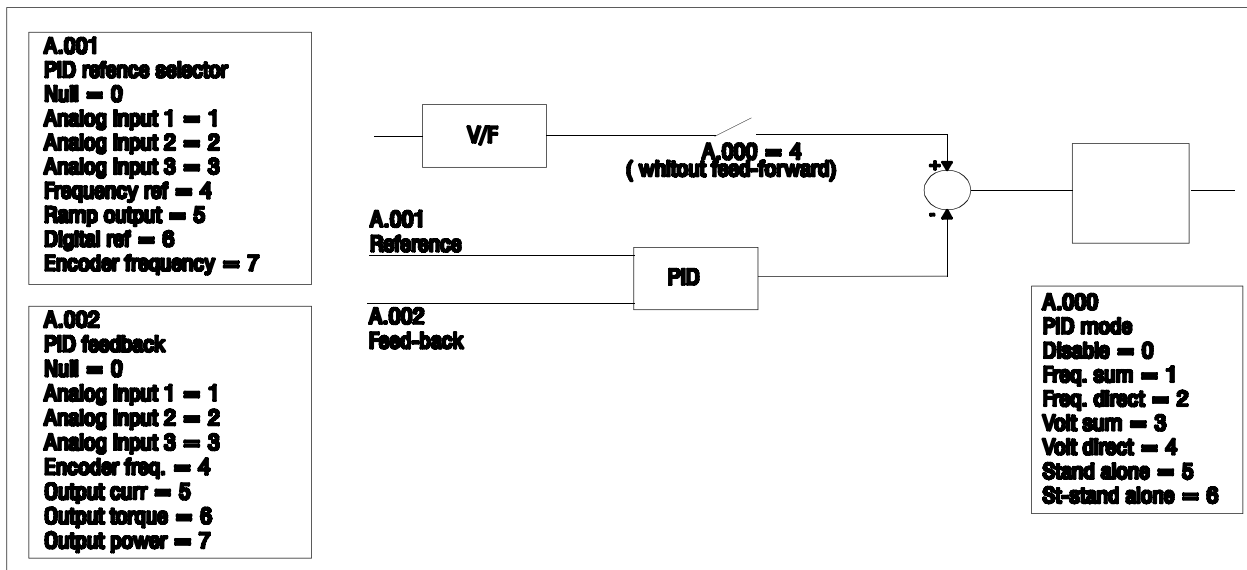 A.001
PID refence selector
Null = 0
Analog input 1 = 1
Analog input 2 = 2
Analog input 3 = 3
Frequency ref = 4
Ramp output = 5
Digital ref = 6
Encoder frequency = 7
A.002
PID feedback
Null = 0
Analog input 1 = 1
Analog input 2 = 2
Analog input 3 = 3
Encoder freq. = 4
Output curr = 5
Output torque = 6
Output power = 7
V/F
A.000 = 4
( whitout feed-forward)
+
-
A.001
Reference
PID
A.002
Feed-back
A.000
PID mode
Disable = 0
Freq. sum = 1
Freq. direct = 2
Volt sum = 3
Volt direct = 4
Stand alone = 5
St-stand alone = 6